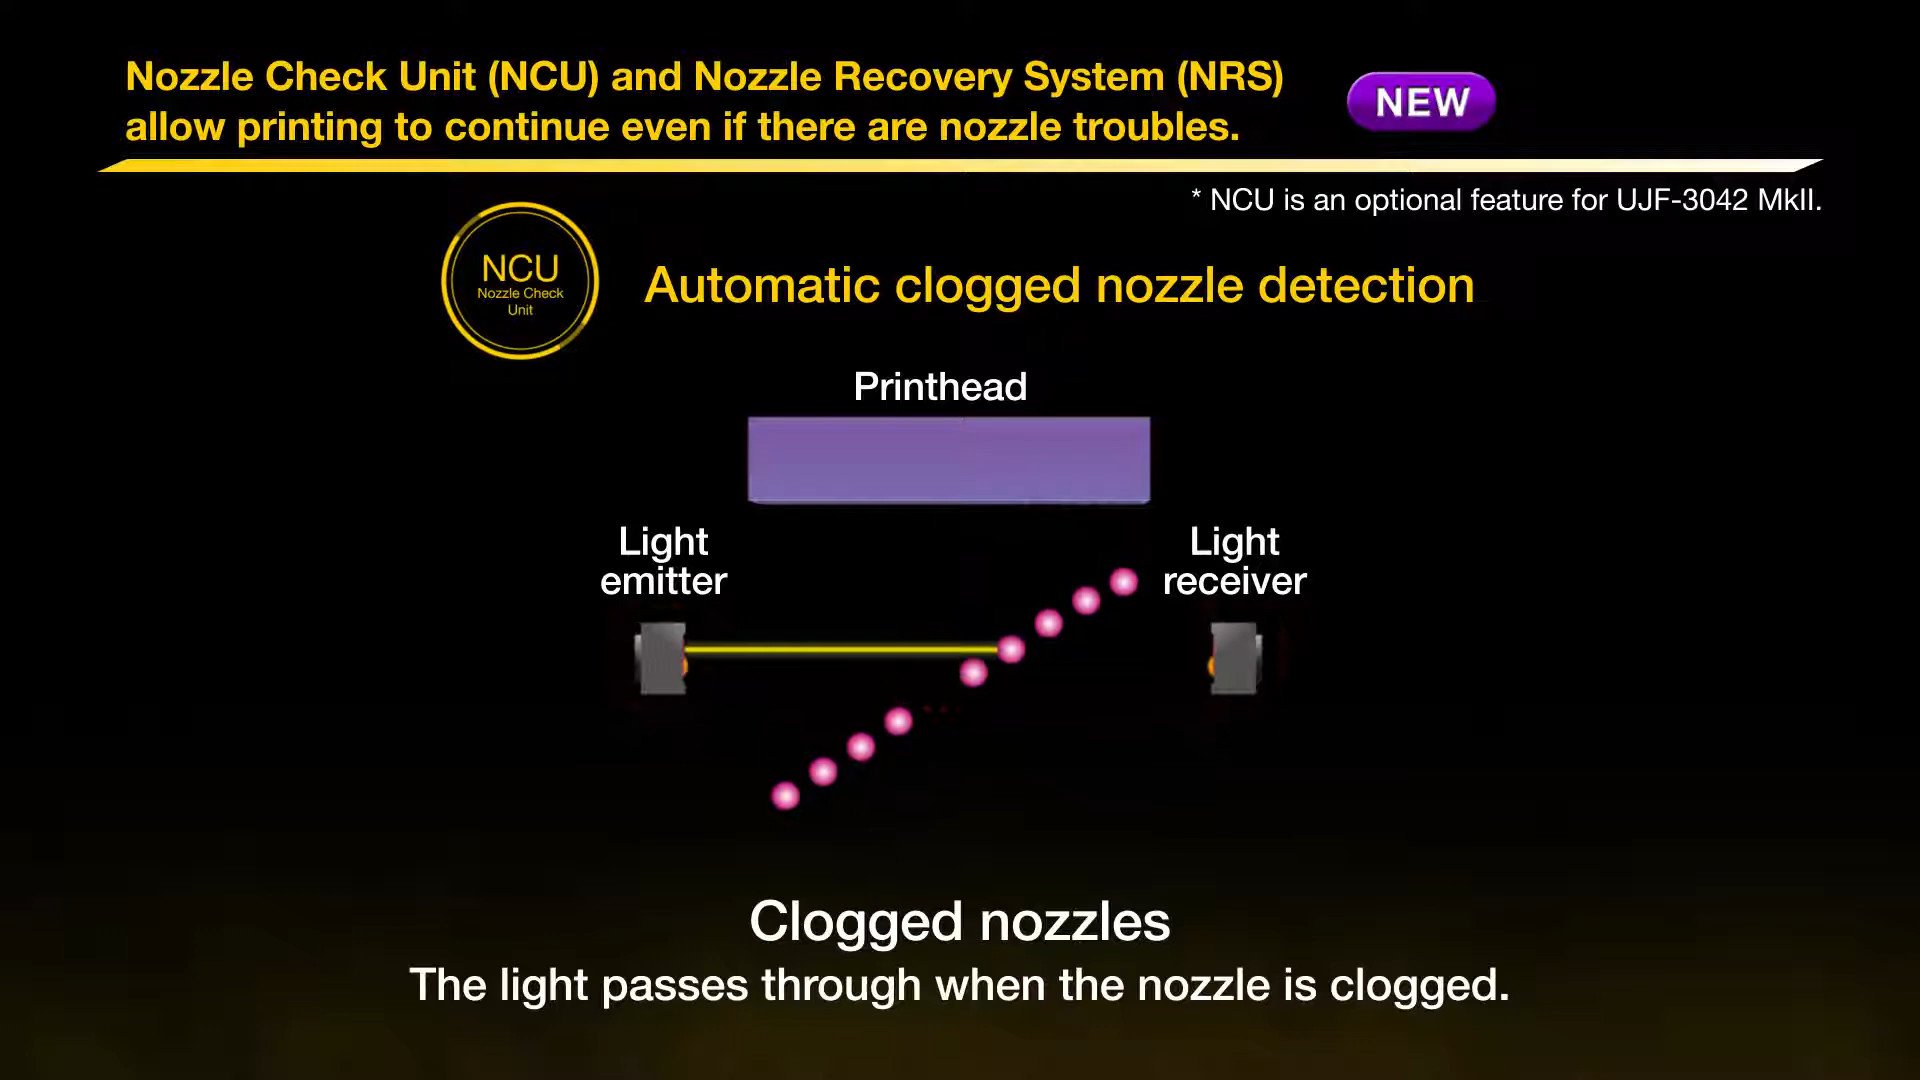 Nozzle Check Unit (NCU) and Nozzle Recovery System (NRS)
allow printing to continue even if there are nozzle troubles.
NEW
* NCU is an optional feature for UJF-3042 MkII.
NCU
Nozzle Check
Unit
Automatic clogged nozzle detection
Printhead
Light
emitter
Light
receiver
Clogged nozzles
The light passes through when the nozzle is clogged.